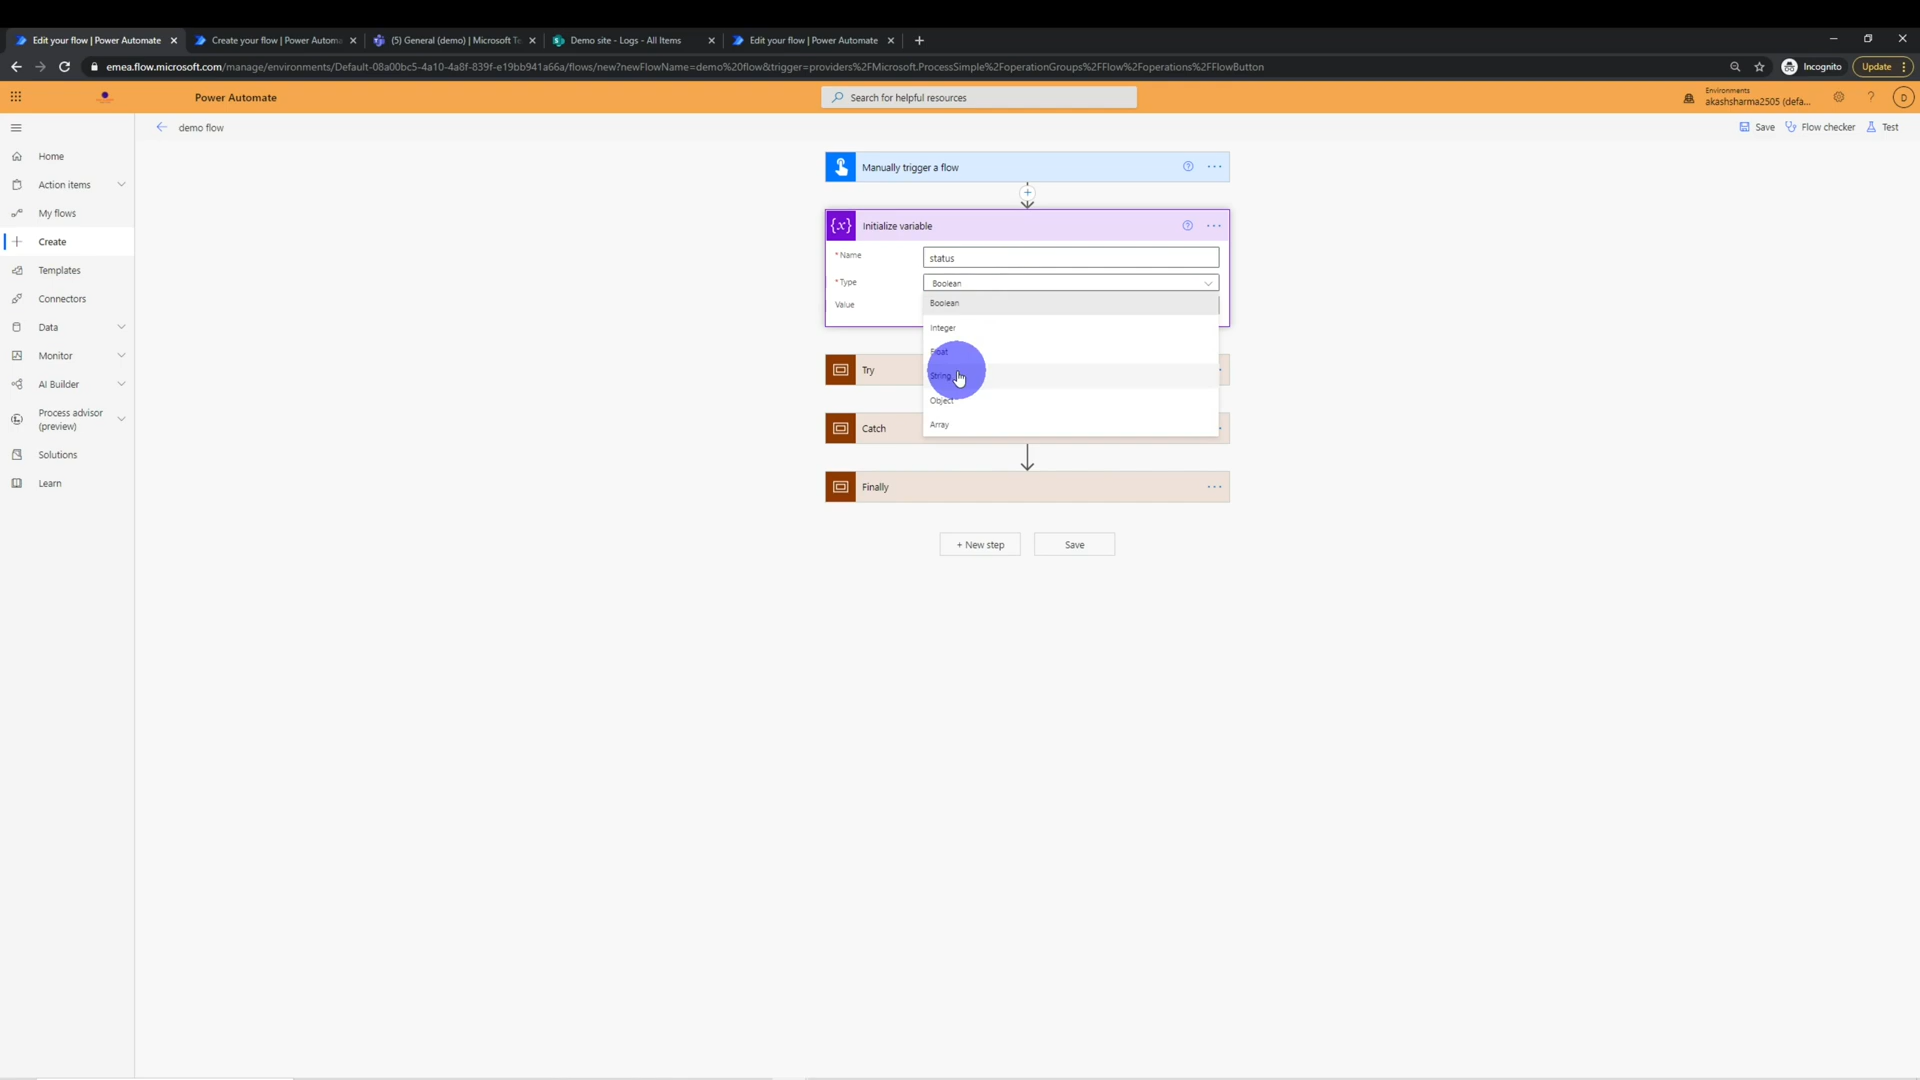 Edit your flow | Power Automate
Create your flow | Power Automa
(5) General (demo) | Microsoft Te
Demo site - Logs - All Items
Edit your flow | Power Automate
emea.flow.microsoft.com/manage/environments/Default-08a00bc5-4a10-4a8f-839f-e19bb941a66a/flows/new?newFlowName=demo%20flow&trigger=providers%2FMicrosoft.ProcessSimple%2FoperationGroups%2FFlow%2Foperations%2FFlowButton
Incognito
Update
Power Automate
Search for helpful resources
Environments
akashsharma2505 (defa...
?
D
demo flow
Save
Flow checker
Test
Home
Action items
My flows
Create
Templates
Connectors
Data
Monitor
AI Builder
Process advisor
(preview)
Solutions
Learn
Manually trigger a flow
{x}
Initialize variable
* Name
status
* Type
Boolean
Value
Boolean
Integer
Float
String
Object
Array
Try
Catch
Finally
+ New step
Save